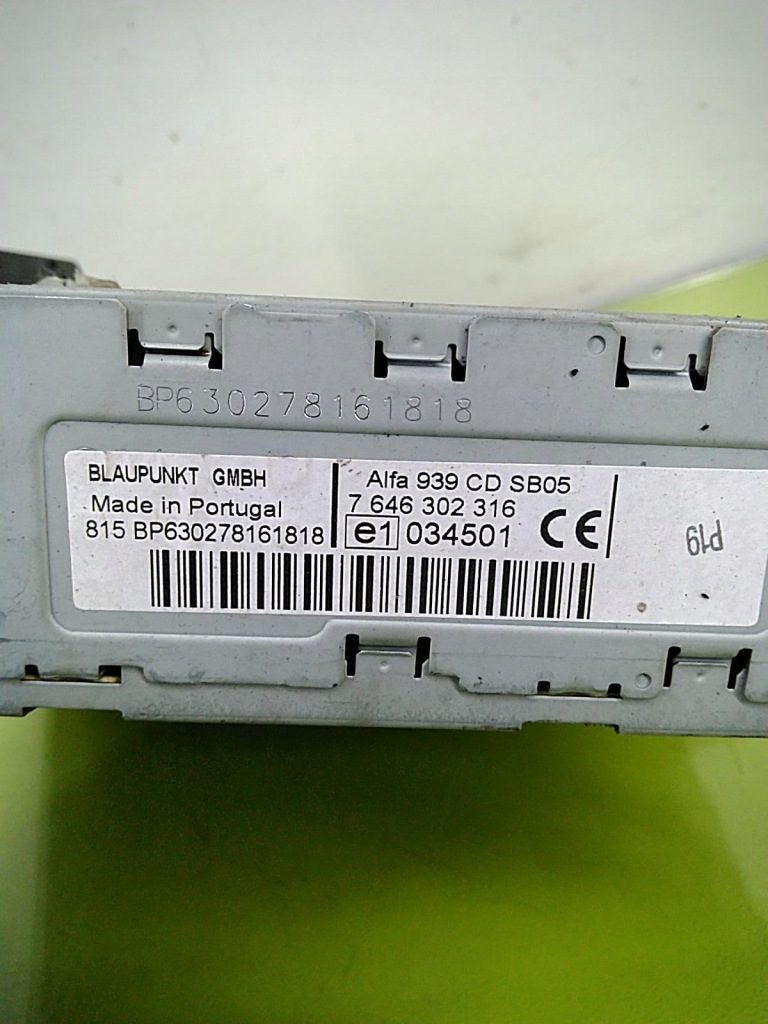 BP630278161818
BLAUPUNKT GMBH
Made in Portugal
815 BP630278161818
Alfa 939 CD SB05
7 646 302 316
e1 034501 CE
P19